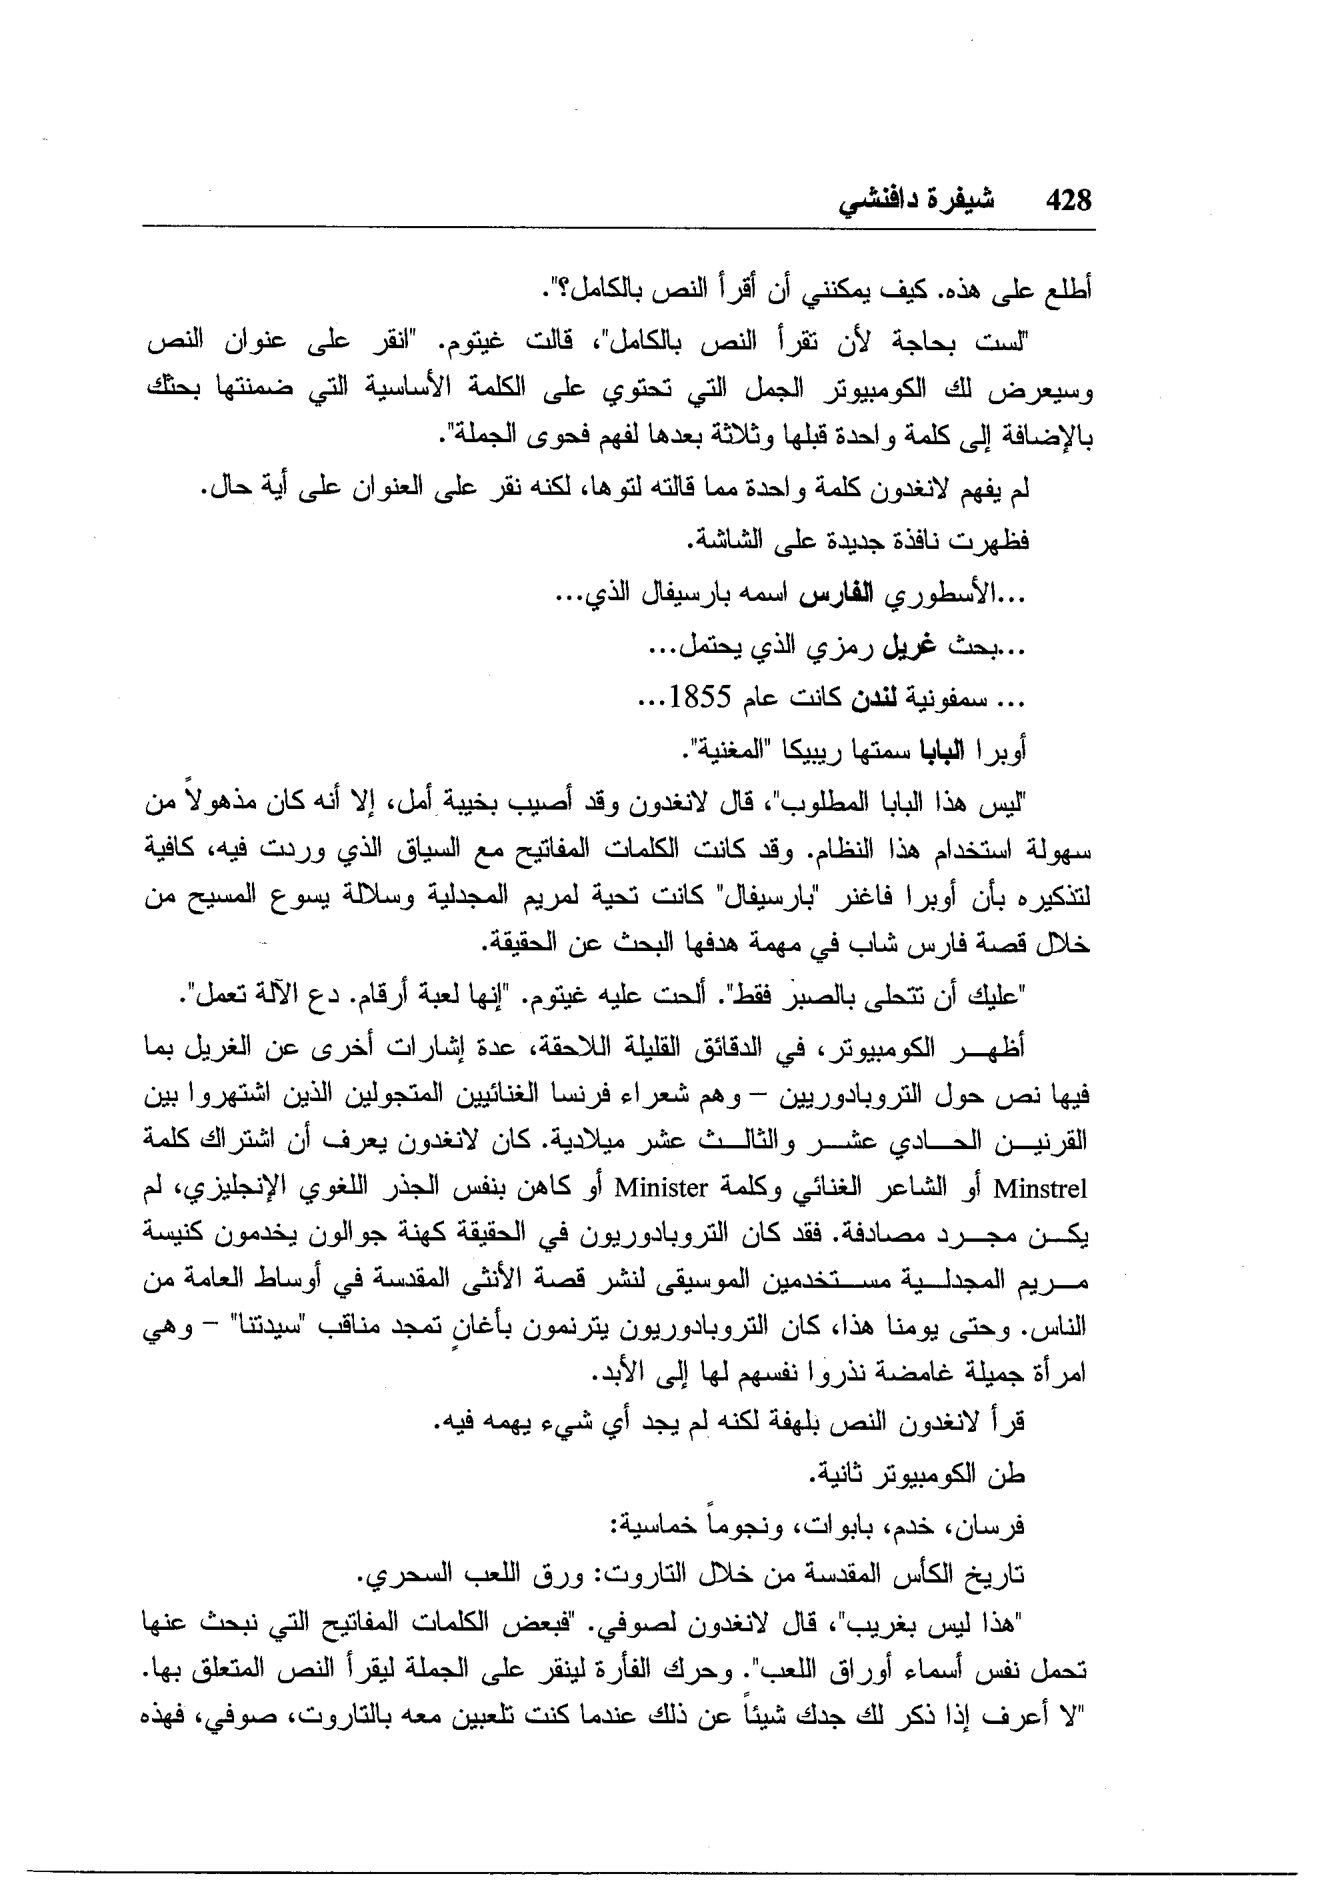 428 شيفرة دافنشي
أطلع على هذه. كيف يمكنني أن أقرأ النص بالكامل؟".
"لست بحاجة لأن تقرأ النص بالكامل"، قالت غيتوم. "انقر على عنوان النص
وسيعرض لك الكومبيوتر الجمل التي تحتوي على الكلمة الأساسية التي ضمنتها بحثك
بالإضافة إلى كلمة واحدة قبلها وثلاثة بعدها لفهم فحوى الجملة".
لم يفهم لانغدون كلمة واحدة مما قالته لتوها، لكنه نقر على العنوان على أية حال.
فظهرت نافذة جديدة على الشاشة.
...الأسطوري الفارس اسمه بارسيفال الذي...
...بحث غريل رمزي الذي يحتمل...
... سمفونية لندن كانت عام 1855...
أوبرا البابا سمتها ريبيكا "المغنية".
"ليس هذا البابا المطلوب"، قال لانغدون وقد أصيب بخيبة أمل، إلا أنه كان مذهولاً من
سهولة استخدام هذا النظام. وقد كانت الكلمات المفاتيح مع السياق الذي وردت فيه، كافية
لتذكيره بأن أوبرا فاغنر "بارسيفال" كانت تحية لمريم المجدلية وسلالة يسوع المسيح من
خلال قصة فارس شاب في مهمة هدفها البحث عن الحقيقة.
"عليك أن تتحلى بالصبر فقط". ألحت عليه غيتوم. "إنها لعبة أرقام. دع الآلة تعمل".
أظهر الكومبيوتر، في الدقائق القليلة اللاحقة، عدة إشارات أخرى عن الغريل بما
فيها نص حول التروبادوريين – وهم شعراء فرنسا الغنائيين المتجولين الذين اشتهروا بين
القرنين الحادي عشر والثالث عشر ميلادية. كان لانغدون يعرف أن اشتراك كلمة
Minstrel أو الشاعر الغنائي وكلمة Minister أو كاهن بنفس الجذر اللغوي الإنجليزي، لم
يكن مجرد مصادفة. فقد كان التروبادوريون في الحقيقة كهنة جوالون يخدمون كنيسة
مريم المجدلية مستخدمين الموسيقى لنشر قصة الأنثى المقدسة في أوساط العامة من
الناس. وحتى يومنا هذا، كان التروبادوريون يترنمون بأغانٍ تمجد مناقب "سيدتنا" – وهي
امرأة جميلة غامضة نذروا نفسهم لها إلى الأبد.
قرأ لانغدون النص بلهفة لكنه لم يجد أي شيء يهمه فيه.
طن الكومبيوتر ثانية.
فرسان، خدم، بابوات، ونجوماً خماسية:
تاريخ الكأس المقدسة من خلال التاروت: ورق اللعب السحري.
"هذا ليس بغريب"، قال لانغدون لصوفي. "فبعض الكلمات المفاتيح التي نبحث عنها
تحمل نفس أسماء أوراق اللعب". وحرك الفأرة لينقر على الجملة ليقرأ النص المتعلق بها.
"لا أعرف إذا ذكر لك جدك شيئاً عن ذلك عندما كنت تلعبين معه بالتاروت، صوفي، فهذه